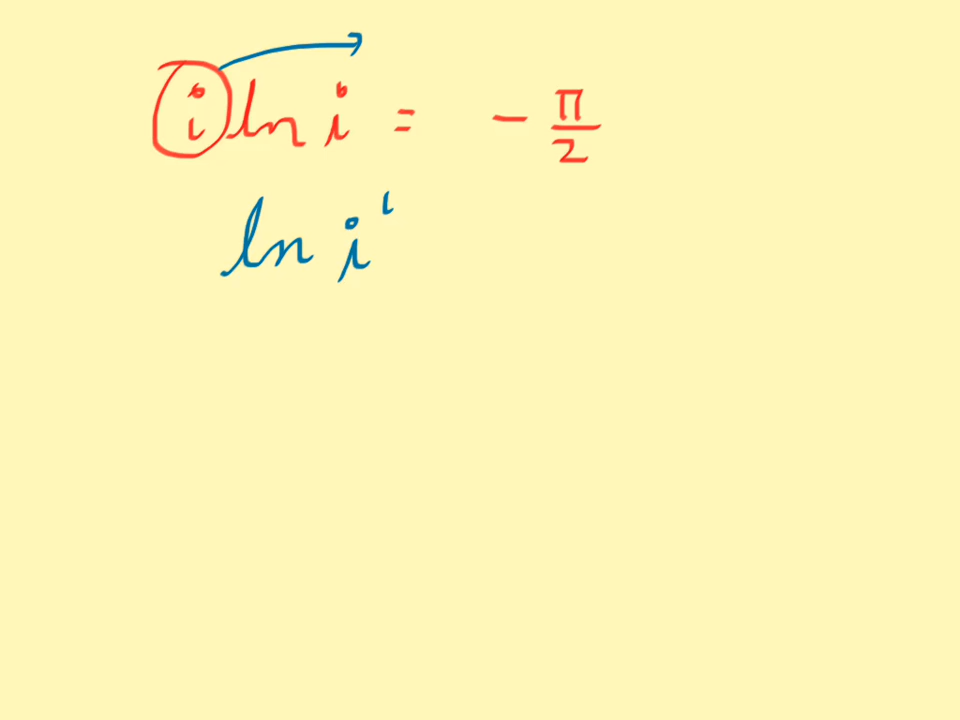 i ln i = - π/2
ln i^i